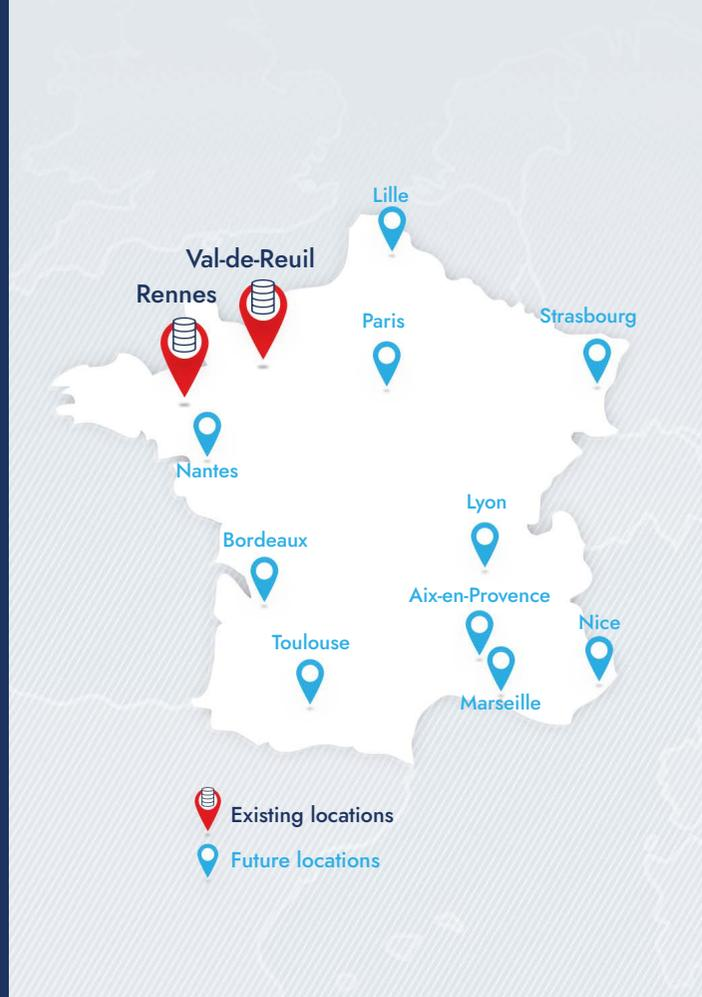 Lille
Val-de-Reuil
Rennes
Paris
Strasbourg
Nantes
Lyon
Bordeaux
Aix-en-Provence
Nice
Toulouse
Marseille
Existing locations
Future locations